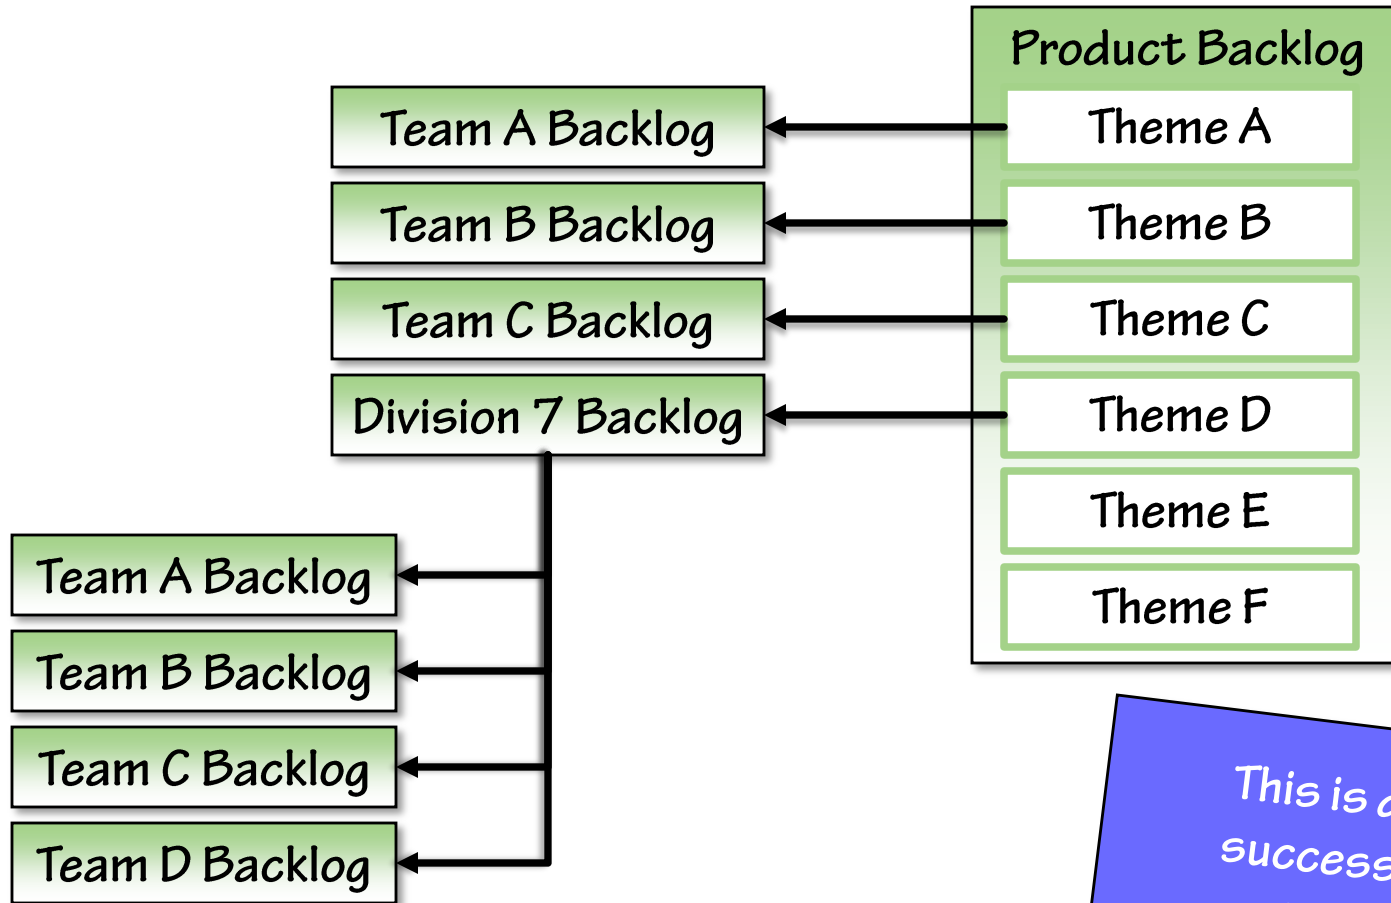 Product Backlog
Team A Backlog
Theme A
Team B Backlog
Theme B
Team C Backlog
Theme C
Division 7 Backlog
Theme D
Theme E
Theme F
Team A Backlog
Team B Backlog
Team C Backlog
Team D Backlog
This is
success